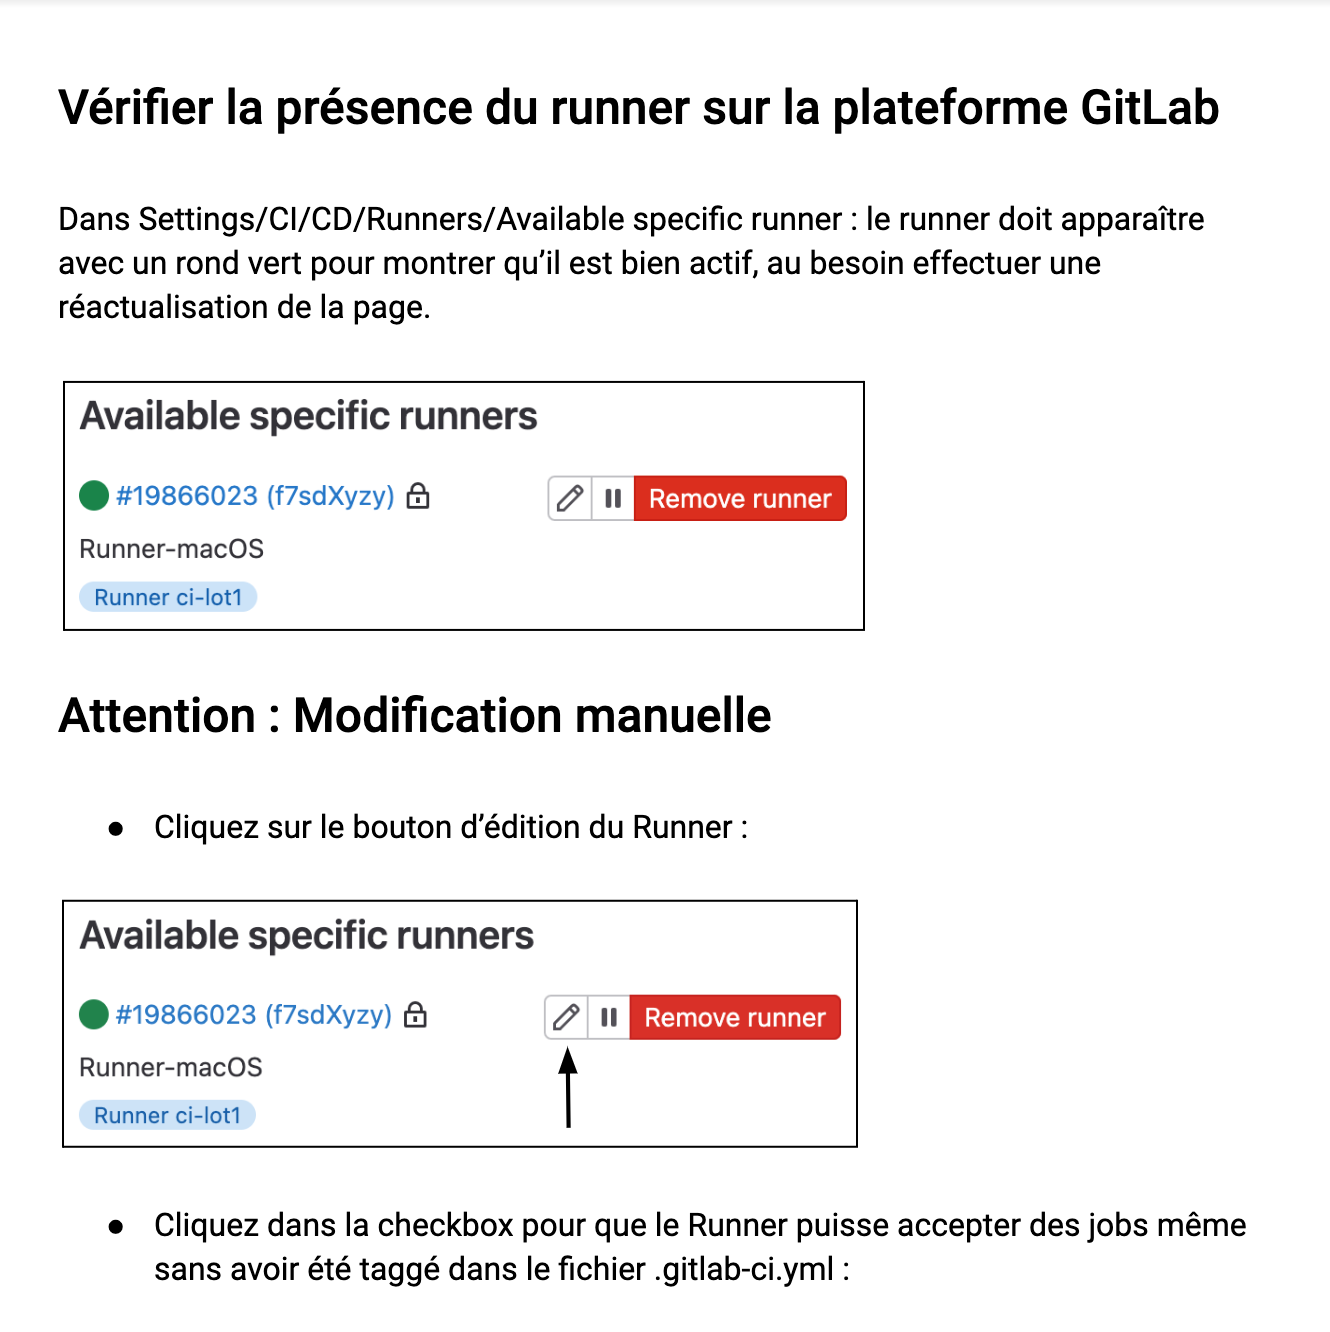 Vérifier la présence du runner sur la plateforme GitLab
Dans Settings/CI/CD/Runners/Available specific runner : le runner doit apparaître
avec un rond vert pour montrer qu’il est bien actif, au besoin effectuer une
réactualisation de la page.
Available specific runners
#19866023 (f7sdXyzy) Remove runner
Runner-macOS
Runner ci-lot1
Attention : Modification manuelle
● Cliquez sur le bouton d’édition du Runner :
Available specific runners
#19866023 (f7sdXyzy) Remove runner
Runner-macOS
Runner ci-lot1
● Cliquez dans la checkbox pour que le Runner puisse accepter des jobs même
sans avoir été taggé dans le fichier .gitlab-ci.yml :